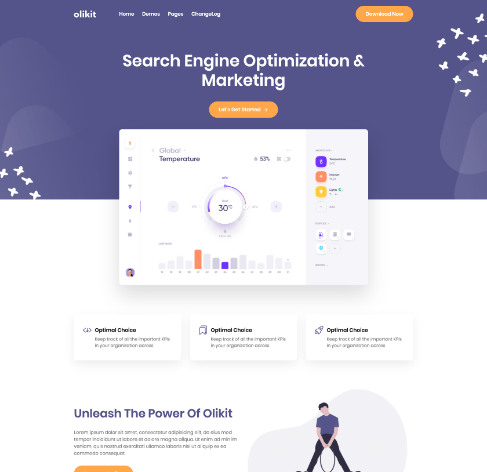 olikit
Home Demos Pages ChangeLog
Download Now
Search Engine Optimization &
Marketing
Let's Get Started
Global
Temperature
53%
30°C
Optimal Choice
Keep track of all the important KPIs
in your organization across
Optimal Choice
Keep track of all the important KPIs
in your organization across
Optimal Choice
Keep track of all the important KPIs
in your organization across
Unleash The Power Of Olikit
Lorem ipsum dolor sit amet, consectetur adipisicing elit, do eius mod
tempor incididunt ut labore et dolore magna aliqua. Ut enim ad minim
veniam, quis nostrud ullamco laboris nisi ut aliquip ex ea
commodo consequat.